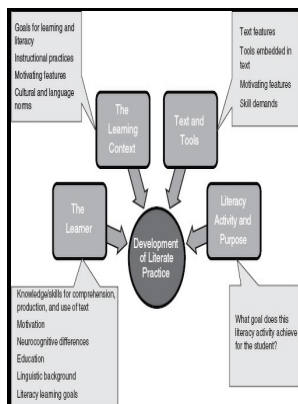 Goals for learning and
literacy
Instructional practices
Motivating features
Cultural and language
norms
Text features
Tools embedded in
text
Motivating features
Skill demands
The
Learning
Context
Text and
Tools
The
Learner
Literacy
Activity and
Purpose
Development
of Literate
Practice
Knowledge/skills for comprehension,
production, and use of text
Motivation
Neurocognitive differences
Education
Linguistic background
Literacy learning goals
What goal does this
literacy activity achieve
for the student?